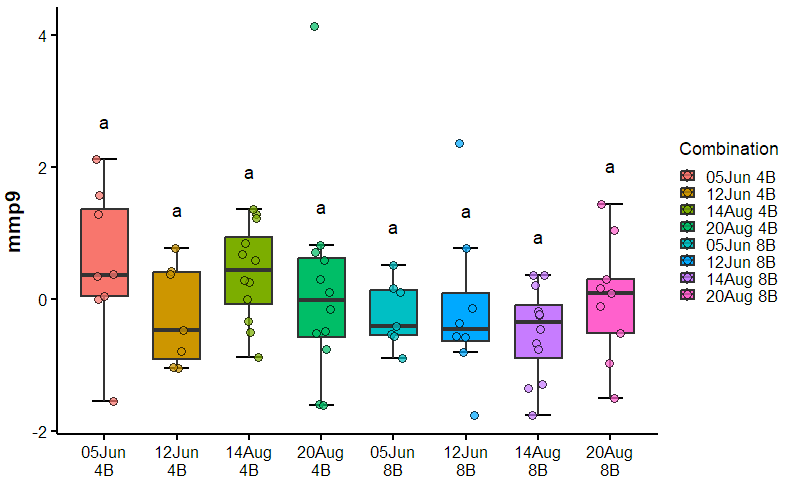 mmp9
4
2
0
-2
a
a
a
a
a
a
a
a
05Jun 12Jun 14Aug 20Aug 05Jun 12Jun 14Aug 20Aug
4B 4B 4B 4B 8B 8B 8B 8B
Combination
05Jun 4B
12Jun 4B
14Aug 4B
20Aug 4B
05Jun 8B
12Jun 8B
14Aug 8B
20Aug 8B